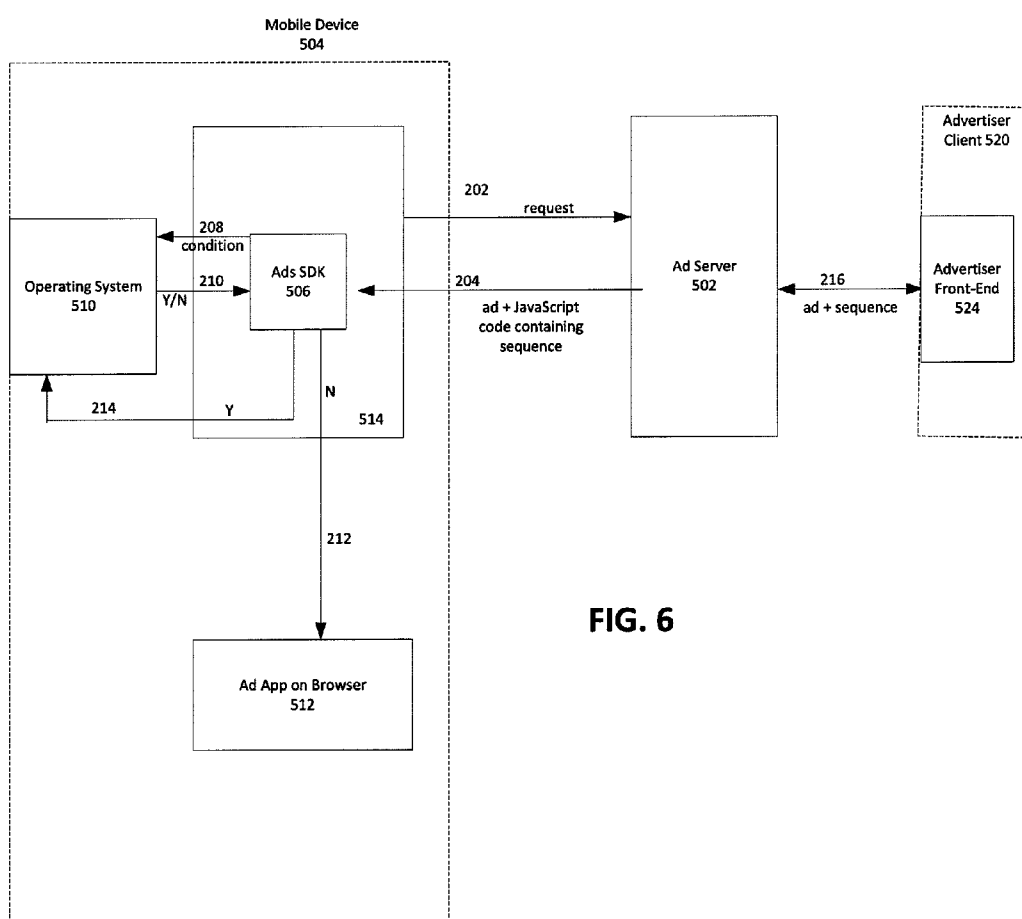 Mobile Device
504
Advertiser
Client 520
202
request
208
condition
Ads SDK
506
Operating System
510
210
Y/N
204
ad + JavaScript
code containing
sequence
Ad Server
502
216
ad + sequence
Advertiser
Front-End
524
N
214
Y
514
212
FIG. 6
Ad App on Browser
512